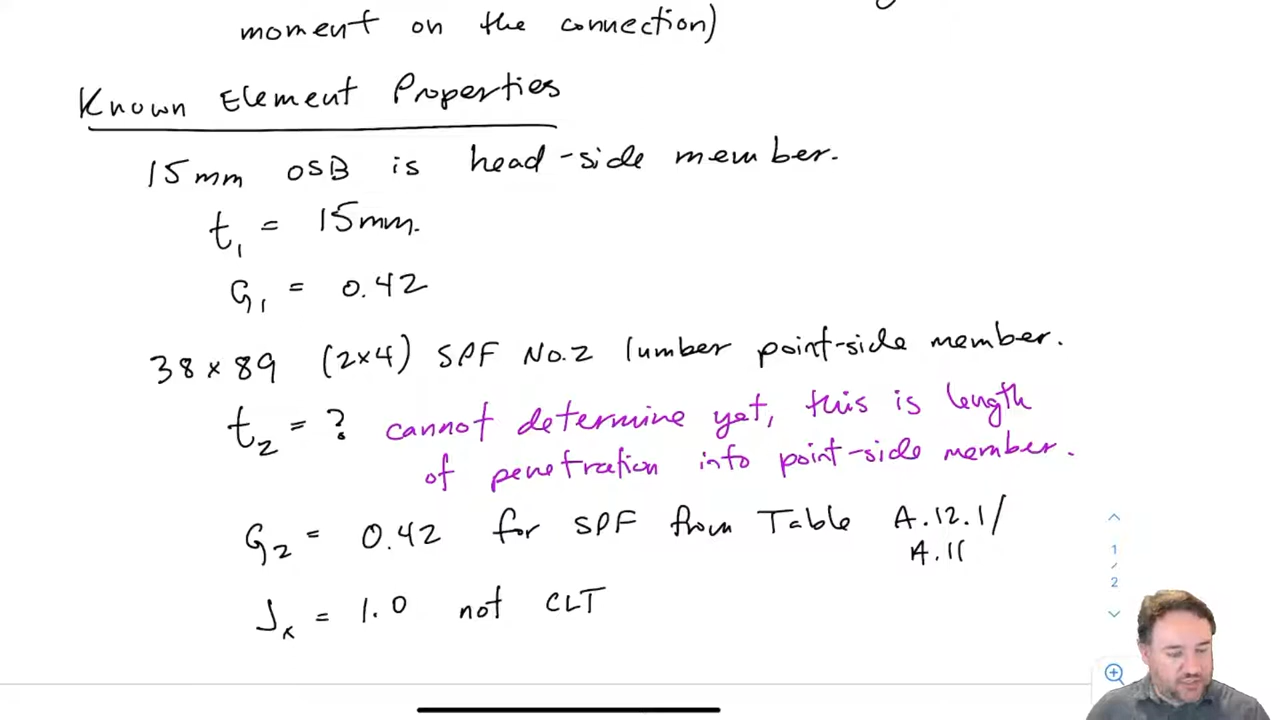 moment on the connection)
Known Element Properties
15mm OSB is head-side member.
t1 = 15mm.
G1 = 0.42
38 x 89 (2x4) SPF No.2 lumber point-side member.
t2 = ? cannot determine yet, this is length
of penetration into point-side member.
G2 = 0.42 for SPF from Table A.12.1/
A.11
Jx = 1.0 not CLT
1
/
2